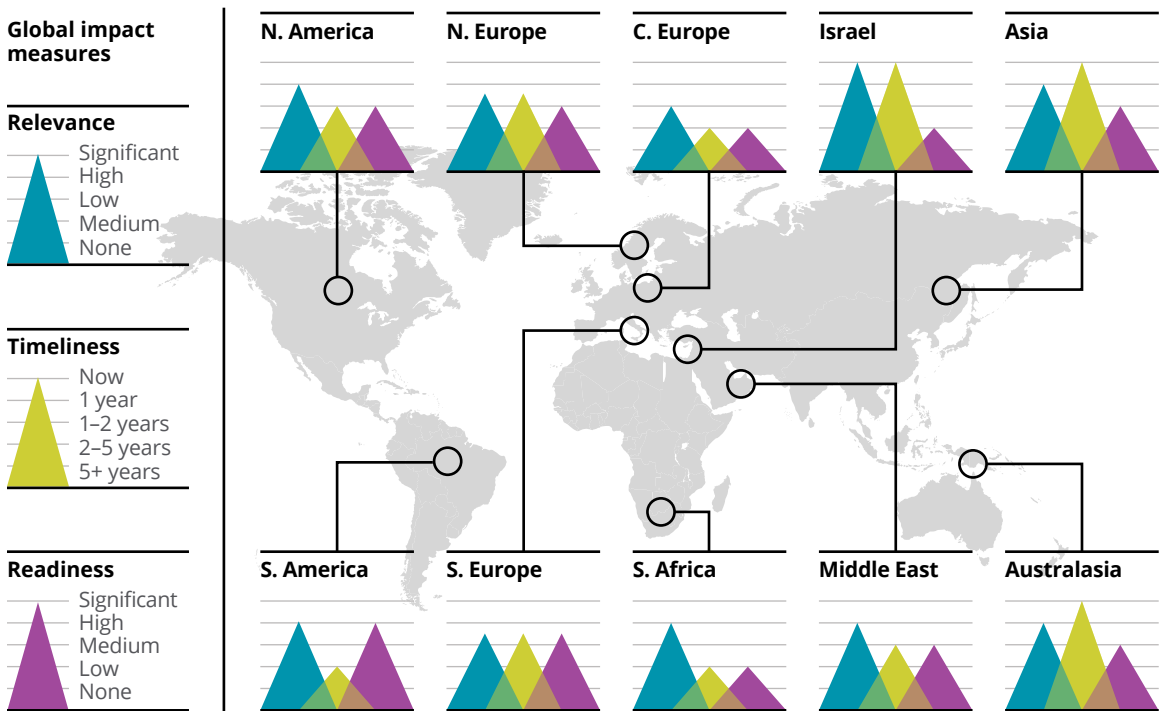 Global impact
measures
Relevance
Significant
High
Low
Medium
None
Timeliness
Now
1 year
1–2 years
2–5 years
5+ years
Readiness
Significant
High
Medium
Low
None
N. America
N. Europe
C. Europe
Israel
Asia
S. America
S. Europe
S. Africa
Middle East
Australasia